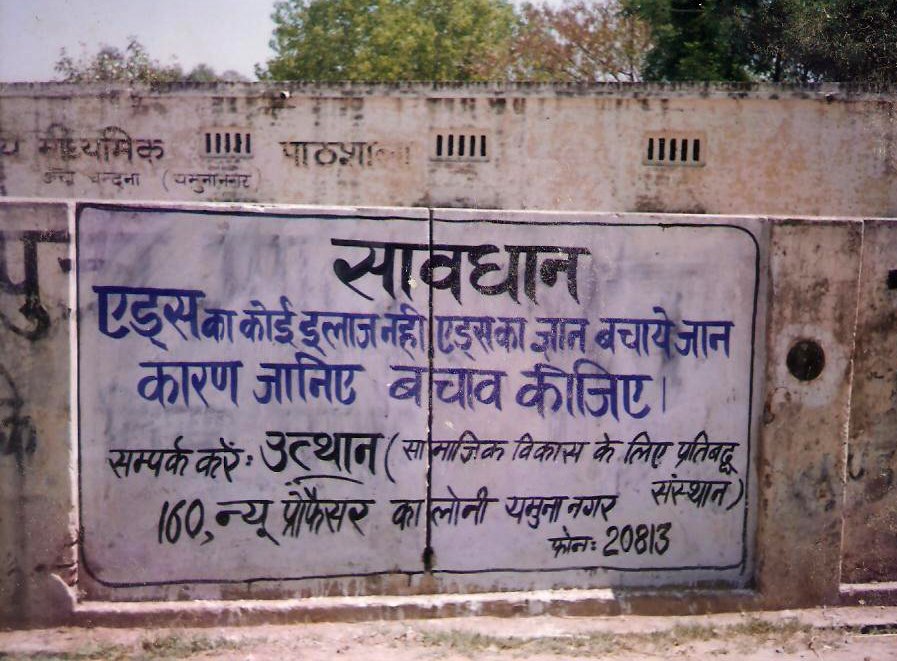 य माध्यमिक पाठशाला
(यमुनानगर)
सावधान
एड्स का कोई इलाज नही एड्स का ज्ञान बचाये जान
कारण जानिए बचाव कीजिए।
सम्पर्क करें: उत्थान (सामाजिक विकास के लिए प्रतिबद्ध
संस्थान)
160, न्यू प्रौफैसर कालोनी यमुना नगर
फोन: 20813